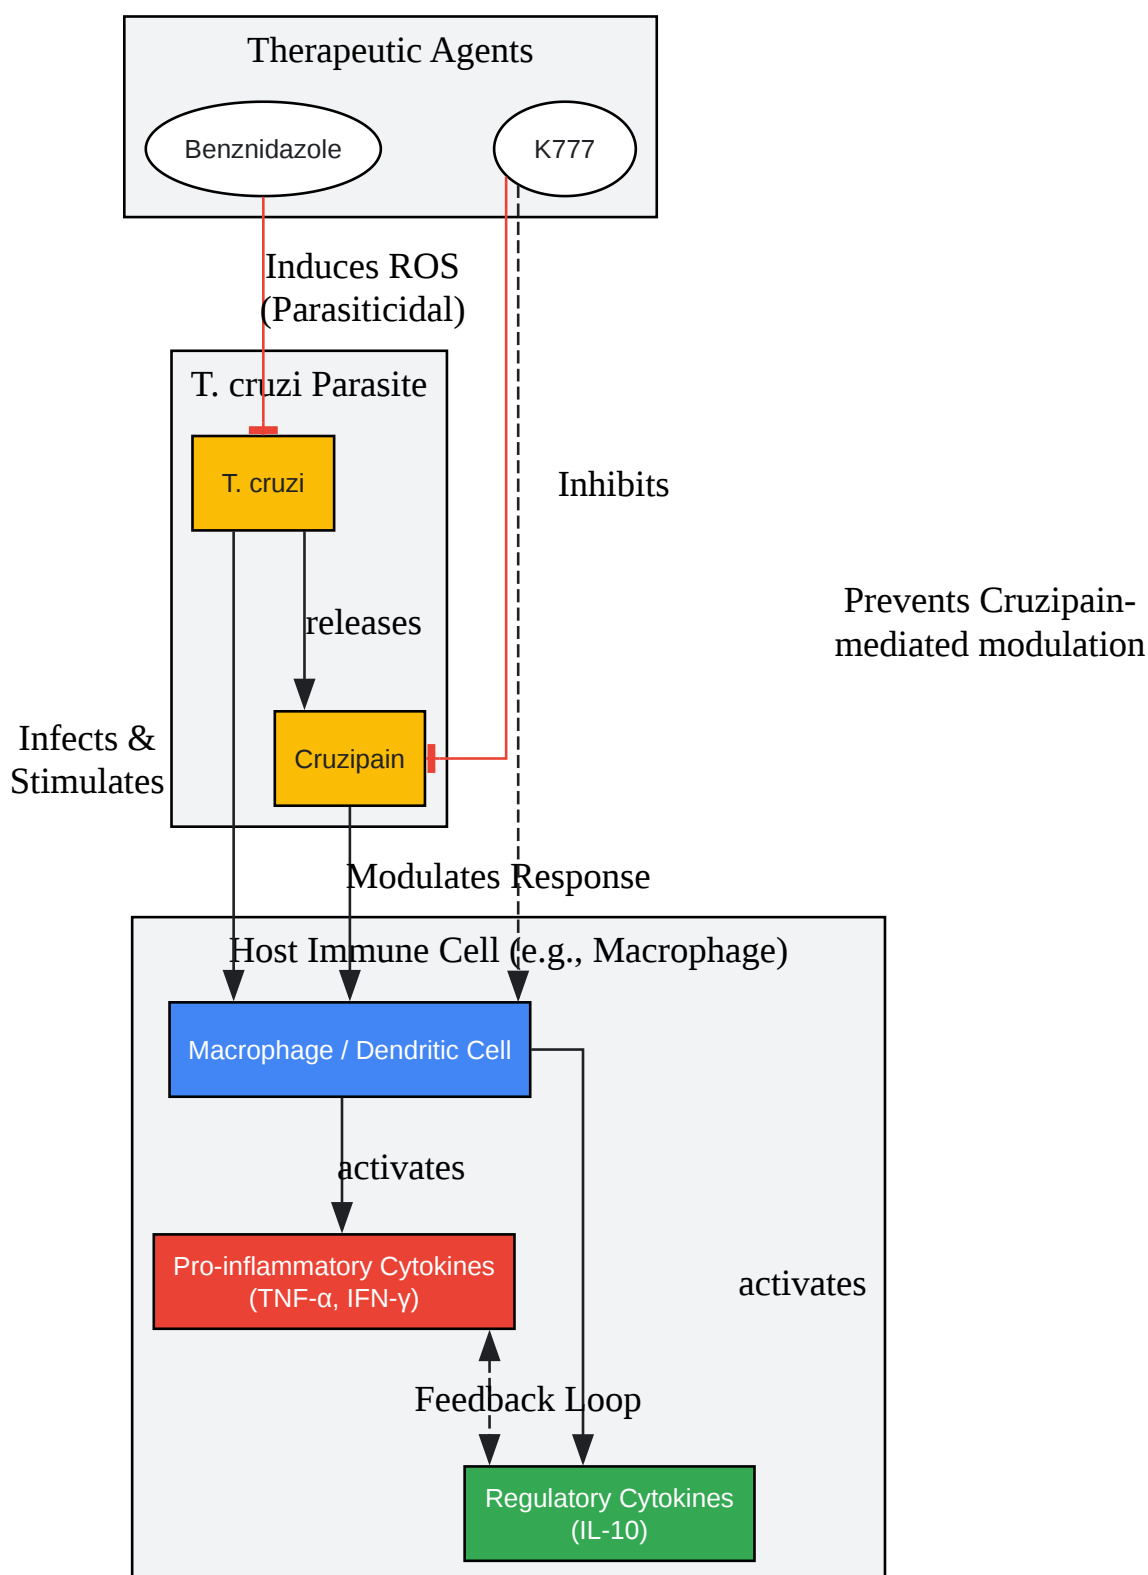 Therapeutic Agents
Benznidazole
K777
Induces ROS
(Parasiticidal)
T. cruzi Parasite
T. cruzi
Inhibits
releases
Prevents Cruzipain-
mediated modulation
Infects &
Stimulates
Cruzipain
Modulates Response
Host Immune Cell (e.g., Macrophage)
Macrophage / Dendritic Cell
activates
Pro-inflammatory Cytokines
(TNF-α, IFN-γ)
activates
Feedback Loop
Regulatory Cytokines
(IL-10)